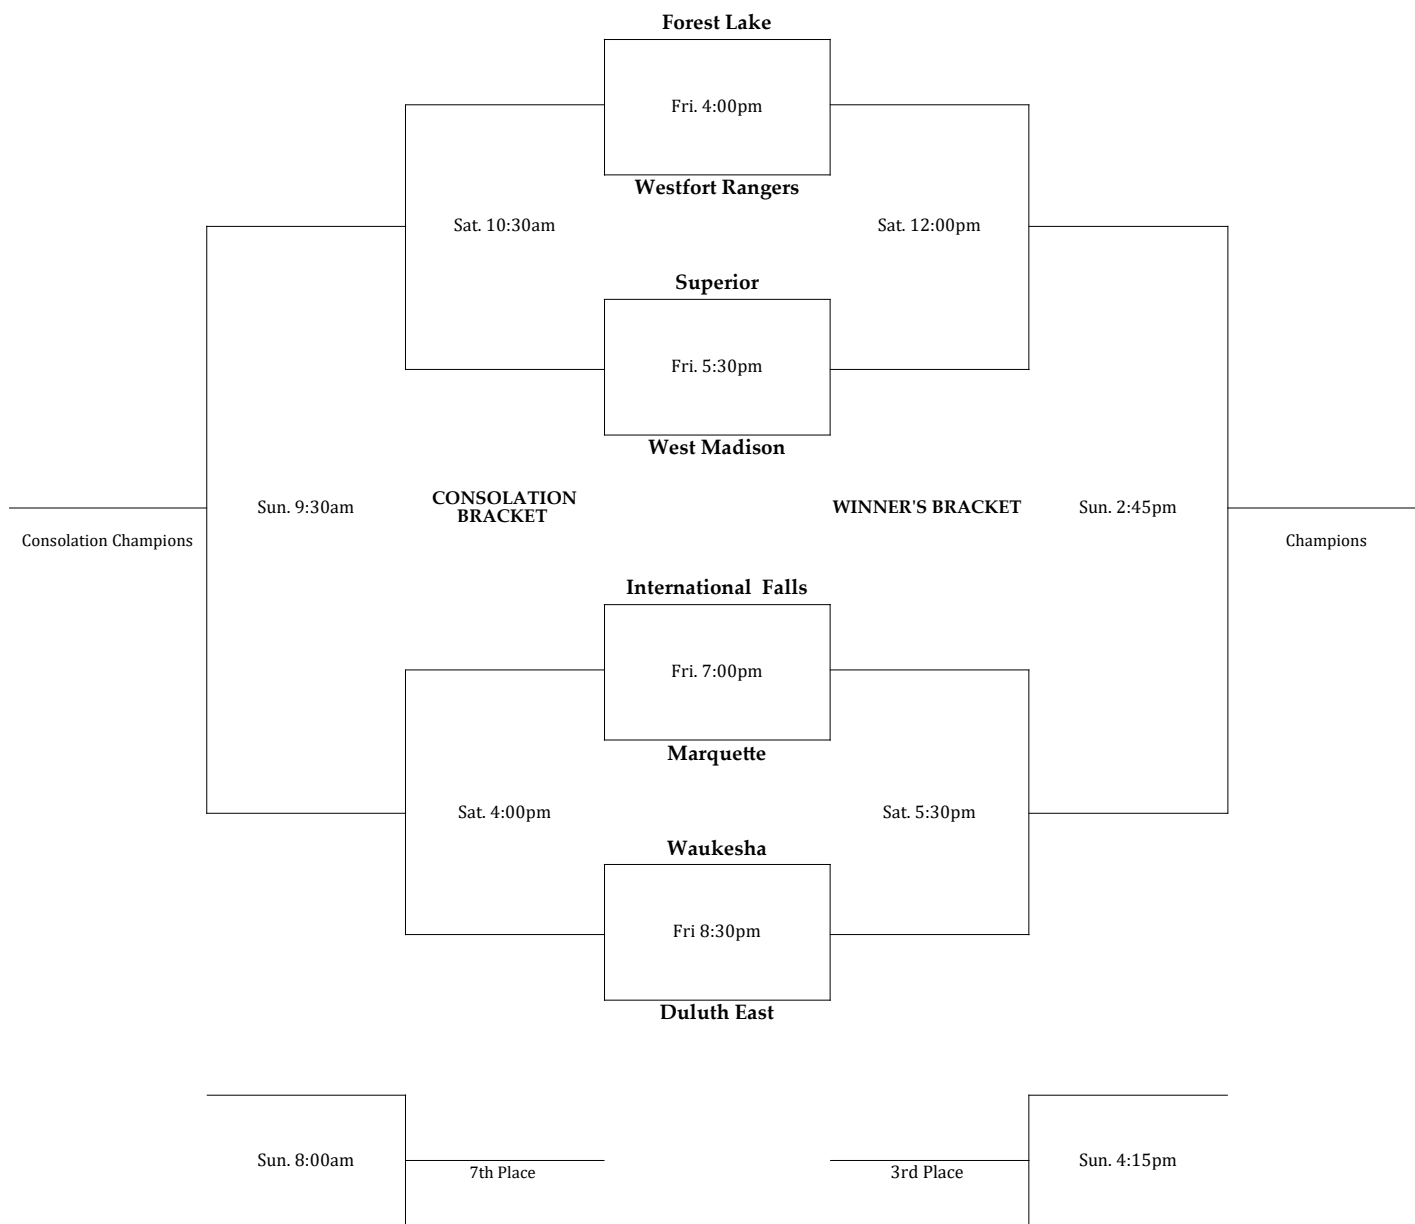 Forest Lake
Fri. 4:00pm
Westfort Rangers
Sat. 10:30am
Sat. 12:00pm
Superior
Fri. 5:30pm
West Madison
Sun. 9:30am
CONSOLATION
BRACKET
WINNER'S BRACKET
Sun. 2:45pm
Consolation Champions
Champions
International  Falls
Fri. 7:00pm
Marquette
Sat. 4:00pm
Sat. 5:30pm
Waukesha
Fri 8:30pm
Duluth East
Sun. 8:00am
7th Place
3rd Place
Sun. 4:15pm